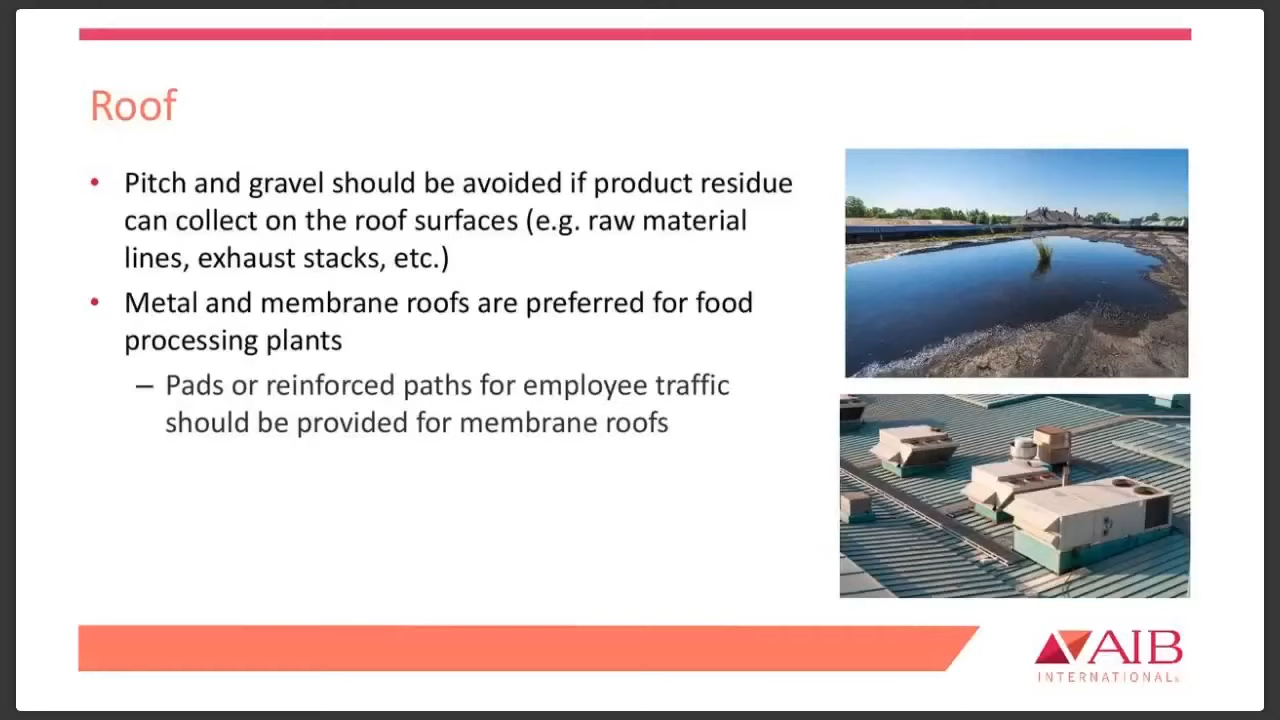 Roof
• Pitch and gravel should be avoided if product residue
can collect on the roof surfaces (e.g. raw material
lines, exhaust stacks, etc.)
• Metal and membrane roofs are preferred for food
processing plants
– Pads or reinforced paths for employee traffic
should be provided for membrane roofs
AIB
INTERNATIONAL